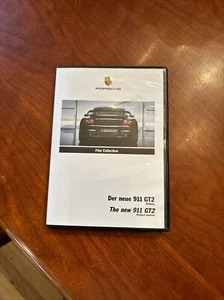 PORSCHE
Film Collection
Der neue 911 GT2
The new 911 GT2